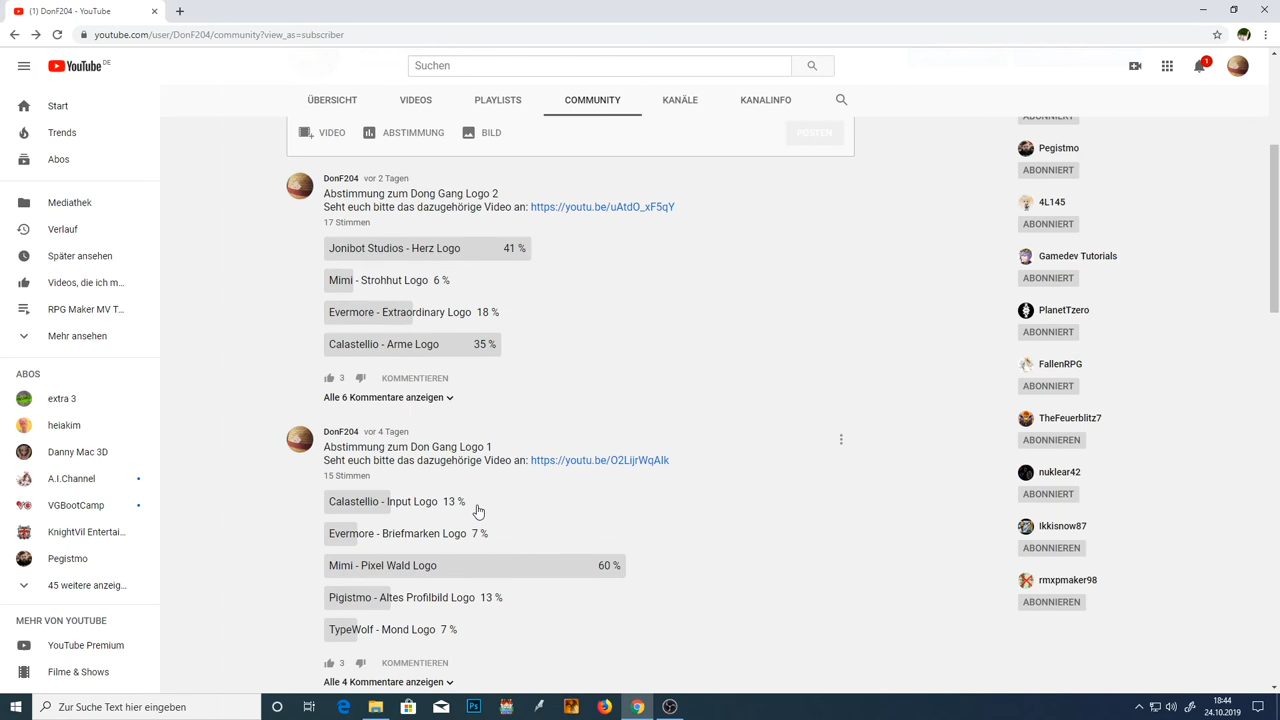 (1) DonF204 - YouTube
youtube.com/user/DonF204/community?view_as=subscriber
YouTube DE
Suchen
1
ÜBERSICHT VIDEOS PLAYLISTS COMMUNITY KANÄLE KANALINFO
Start
Trends
Abos
Mediathek
Verlauf
Später ansehen
Videos, die ich m...
RPG Maker MV T...
Mehr ansehen
ABOS
extra 3
heiakim
Danny Mac 3D
A.I.Channel
VGBootCamp
KnightVil Entertai...
Pegistmo
45 weitere anzeig...
MEHR VON YOUTUBE
YouTube Premium
Filme & Shows
VIDEO ABSTIMMUNG BILD POSTEN
DonF204 vor 2 Tagen
Abstimmung zum Dong Gang Logo 2
Seht euch bitte das dazugehörige Video an: https://youtu.be/uAtdO_xF5qY
17 Stimmen
Jonibot Studios - Herz Logo 41 %
Mimi - Strohhut Logo 6 %
Evermore - Extraordinary Logo 18 %
Calastellio - Arme Logo 35 %
3 KOMMENTIEREN
Alle 6 Kommentare anzeigen
DonF204 vor 4 Tagen
Abstimmung zum Don Gang Logo 1
Seht euch bitte das dazugehörige Video an: https://youtu.be/O2LijrWqAIk
15 Stimmen
Calastellio - Input Logo 13 %
Evermore - Briefmarken Logo 7 %
Mimi - Pixel Wald Logo 60 %
Pigistmo - Altes Profilbild Logo 13 %
TypeWolf - Mond Logo 7 %
3 KOMMENTIEREN
Alle 4 Kommentare anzeigen
ABONNIERT
Pegistmo
ABONNIERT
4L145
ABONNIERT
Gamedev Tutorials
ABONNIERT
PlanetTzero
ABONNIERT
FallenRPG
ABONNIERT
TheFeuerblitz7
ABONNIEREN
nuklear42
ABONNIEREN
Ikkisnow87
ABONNIEREN
rmxpmaker98
ABONNIEREN
Zur Suche Text hier eingeben
18:44
24.10.2019